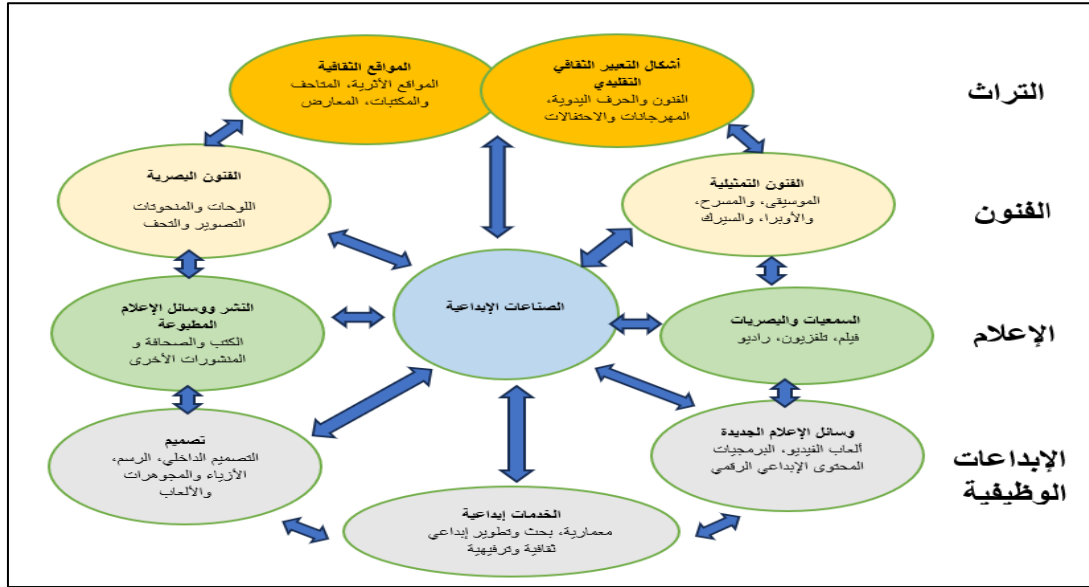 أشكال التعبير الثقافي
التقليدي
الفنون والحرف اليدوية،
المهرجانات والاحتفالات
المواقع الثقافية
المواقع الأثرية، المتاحف
والمكتبات، المعارض
التراث
الفنون التمثيلية
الموسيقى، والمسرح،
والأوبرا، والسيرك
الفنون البصرية
اللوحات والمنحوتات
التصوير والتحف
الفنون
الصناعات الإبداعية
السمعيات والبصريات
فيلم، تلفزيون، راديو
النشر ووسائل الإعلام
المطبوعة
الكتب والصحافة و
المنشورات الأخرى
الإعلام
وسائل الإعلام الجديدة
ألعاب الفيديو، البرمجيات
المحتوى الإبداعي الرقمي
تصميم
التصميم الداخلي، الرسم،
الأزياء والمجوهرات
والألعاب
الإبداعات
الوظيفية
الخدمات إبداعية
معمارية، بحث وتطوير إبداعي
ثقافية وترفيهية